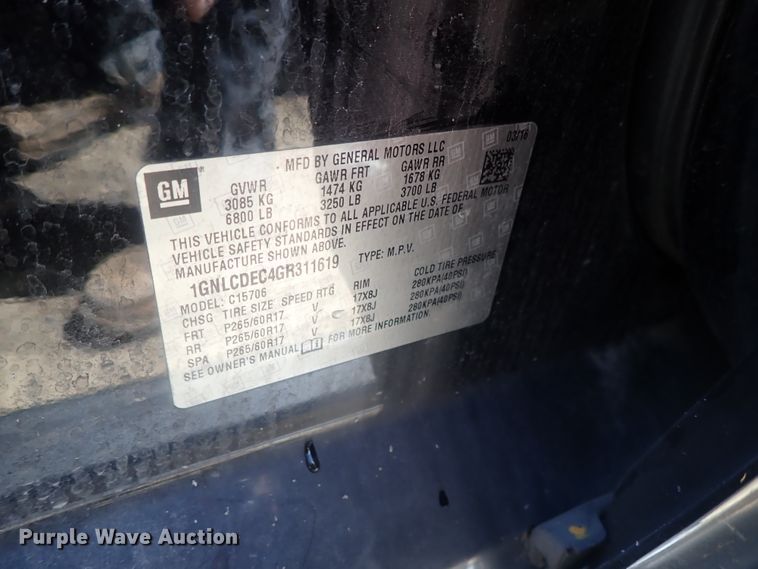 MFD BY GENERAL MOTORS LLC 03/16
GM
GVWR GAWR FRT GAWR RR
3085 KG 1474 KG 1678 KG
6800 LB 3250 LB 3700 LB
THIS VEHICLE CONFORMS TO ALL APPLICABLE U.S. FEDERAL MOTOR
VEHICLE SAFETY STANDARDS IN EFFECT ON THE DATE OF
MANUFACTURE SHOWN ABOVE.
1GNLCDEC4GR311619 TYPE: M.P.V.
MODEL: C15706
CHSG TIRE SIZE SPEED RTG RIM COLD TIRE PRESSURE
FRT P265/60R17 V 17X8J 280KPA(40PSI)
RR P265/60R17 V 17X8J 280KPA(40PSI)
SPA P265/60R17 V 17X8J 280KPA(40PSI)
SEE OWNER'S MANUAL FOR MORE INFORMATION.
Purple Wave Auction